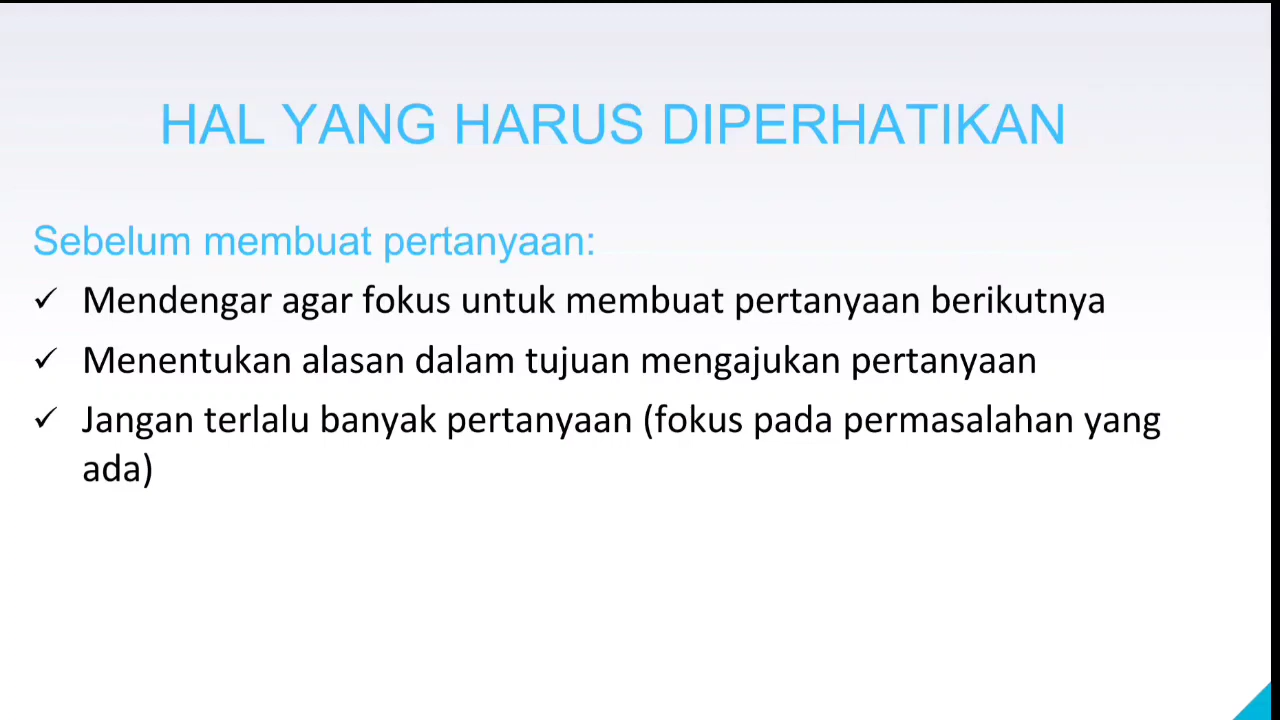 HAL YANG HARUS DIPERHATIKAN
Sebelum membuat pertanyaan:
✓ Mendengar agar fokus untuk membuat pertanyaan berikutnya
✓ Menentukan alasan dalam tujuan mengajukan pertanyaan
✓ Jangan terlalu banyak pertanyaan (fokus pada permasalahan yang
ada)